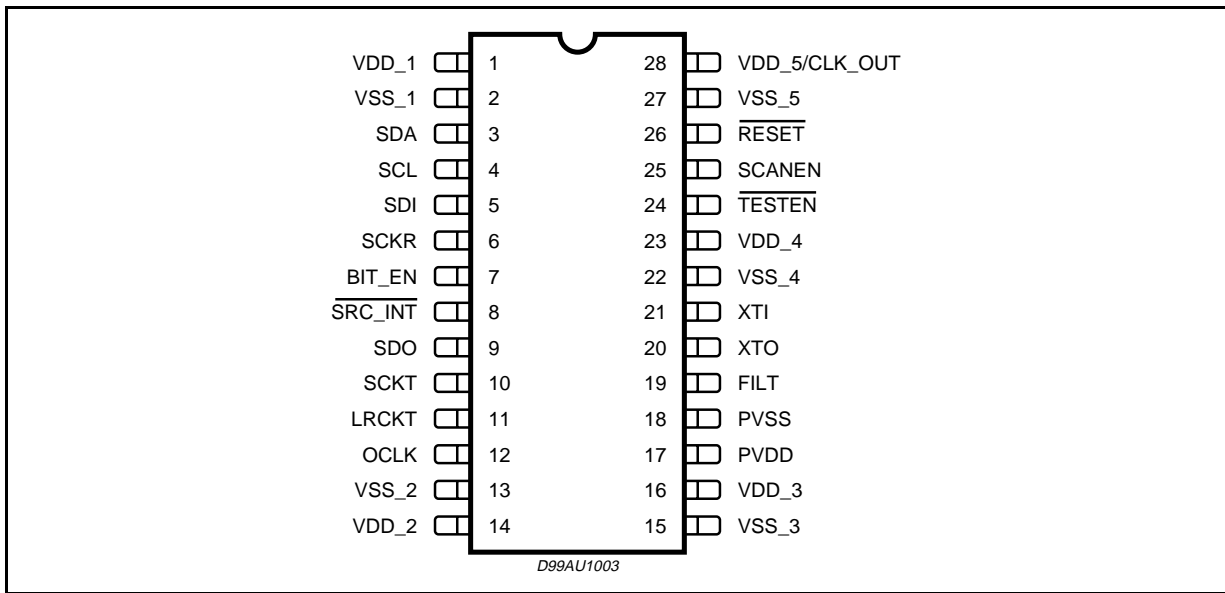 VDD_1 1 28 VDD_5/CLK_OUT
VSS_1 2 27 VSS_5
SDA 3 26 RESET
SCL 4 25 SCANEN
SDI 5 24 TESTEN
SCKR 6 23 VDD_4
BIT_EN 7 22 VSS_4
SRC_INT 8 21 XTI
SDO 9 20 XTO
SCKT 10 19 FILT
LRCKT 11 18 PVSS
OCLK 12 17 PVDD
VSS_2 13 16 VDD_3
VDD_2 14 15 VSS_3
D99AU1003